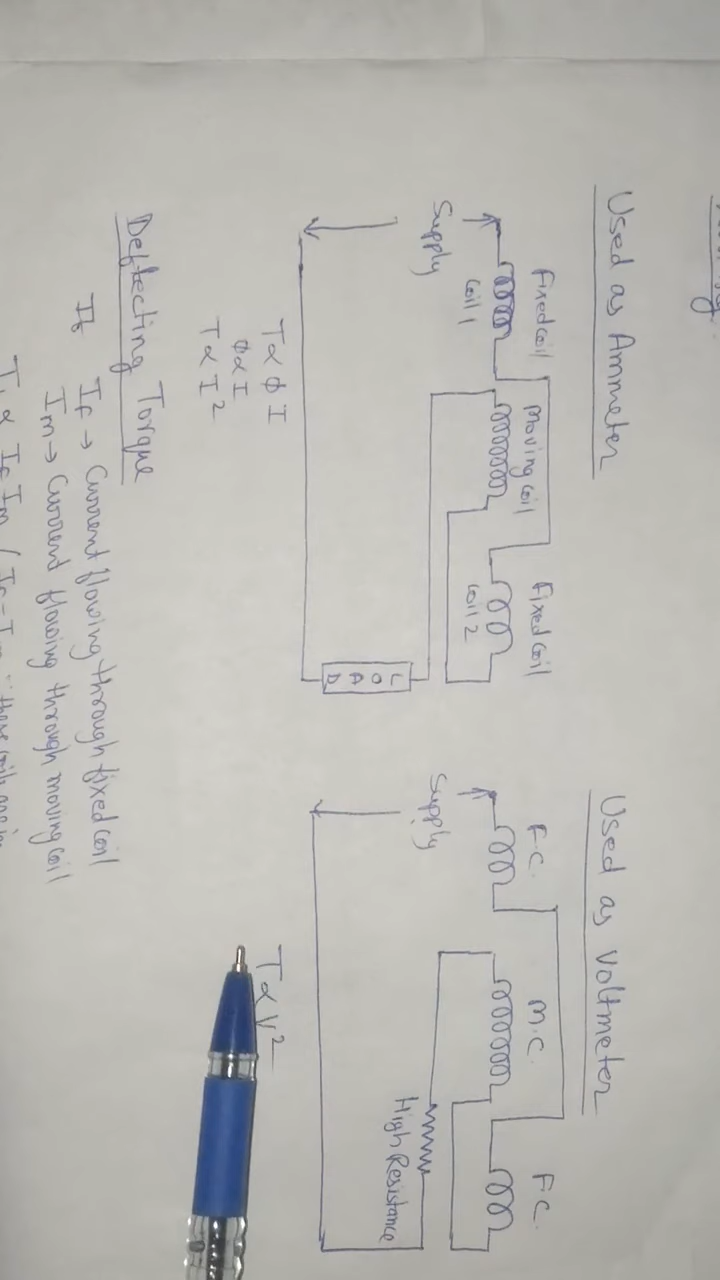 Used as Ammeter
Fixed coil
Moving coil
Fixed coil
coil 1
coil 2
Supply
LOAD
T ∝ ϕ I
ϕ ∝ I
T ∝ I²
Used as Voltmeter
F.C.
M.C.
F.C.
Supply
High Resistance
T ∝ V²
Deflecting Torque
If → Current flowing through fixed coil
Im → Current flowing through moving coil
∝ If Im